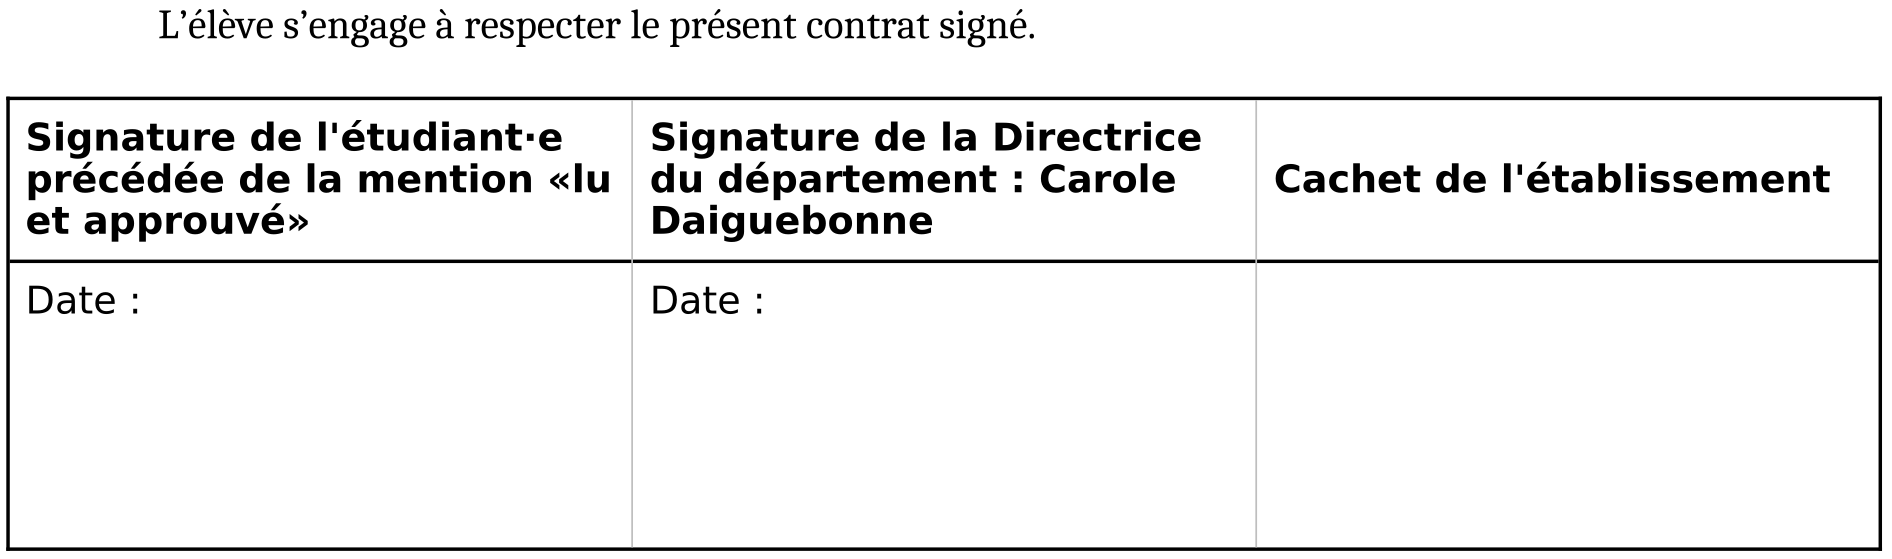 L’élève s’engage à respecter le présent contrat signé.
Signature de l'étudiant·e
précédée de la mention «lu
et approuvé»
Signature de la Directrice
du département : Carole
Daiguebonne
Cachet de l'établissement
Date :
Date :